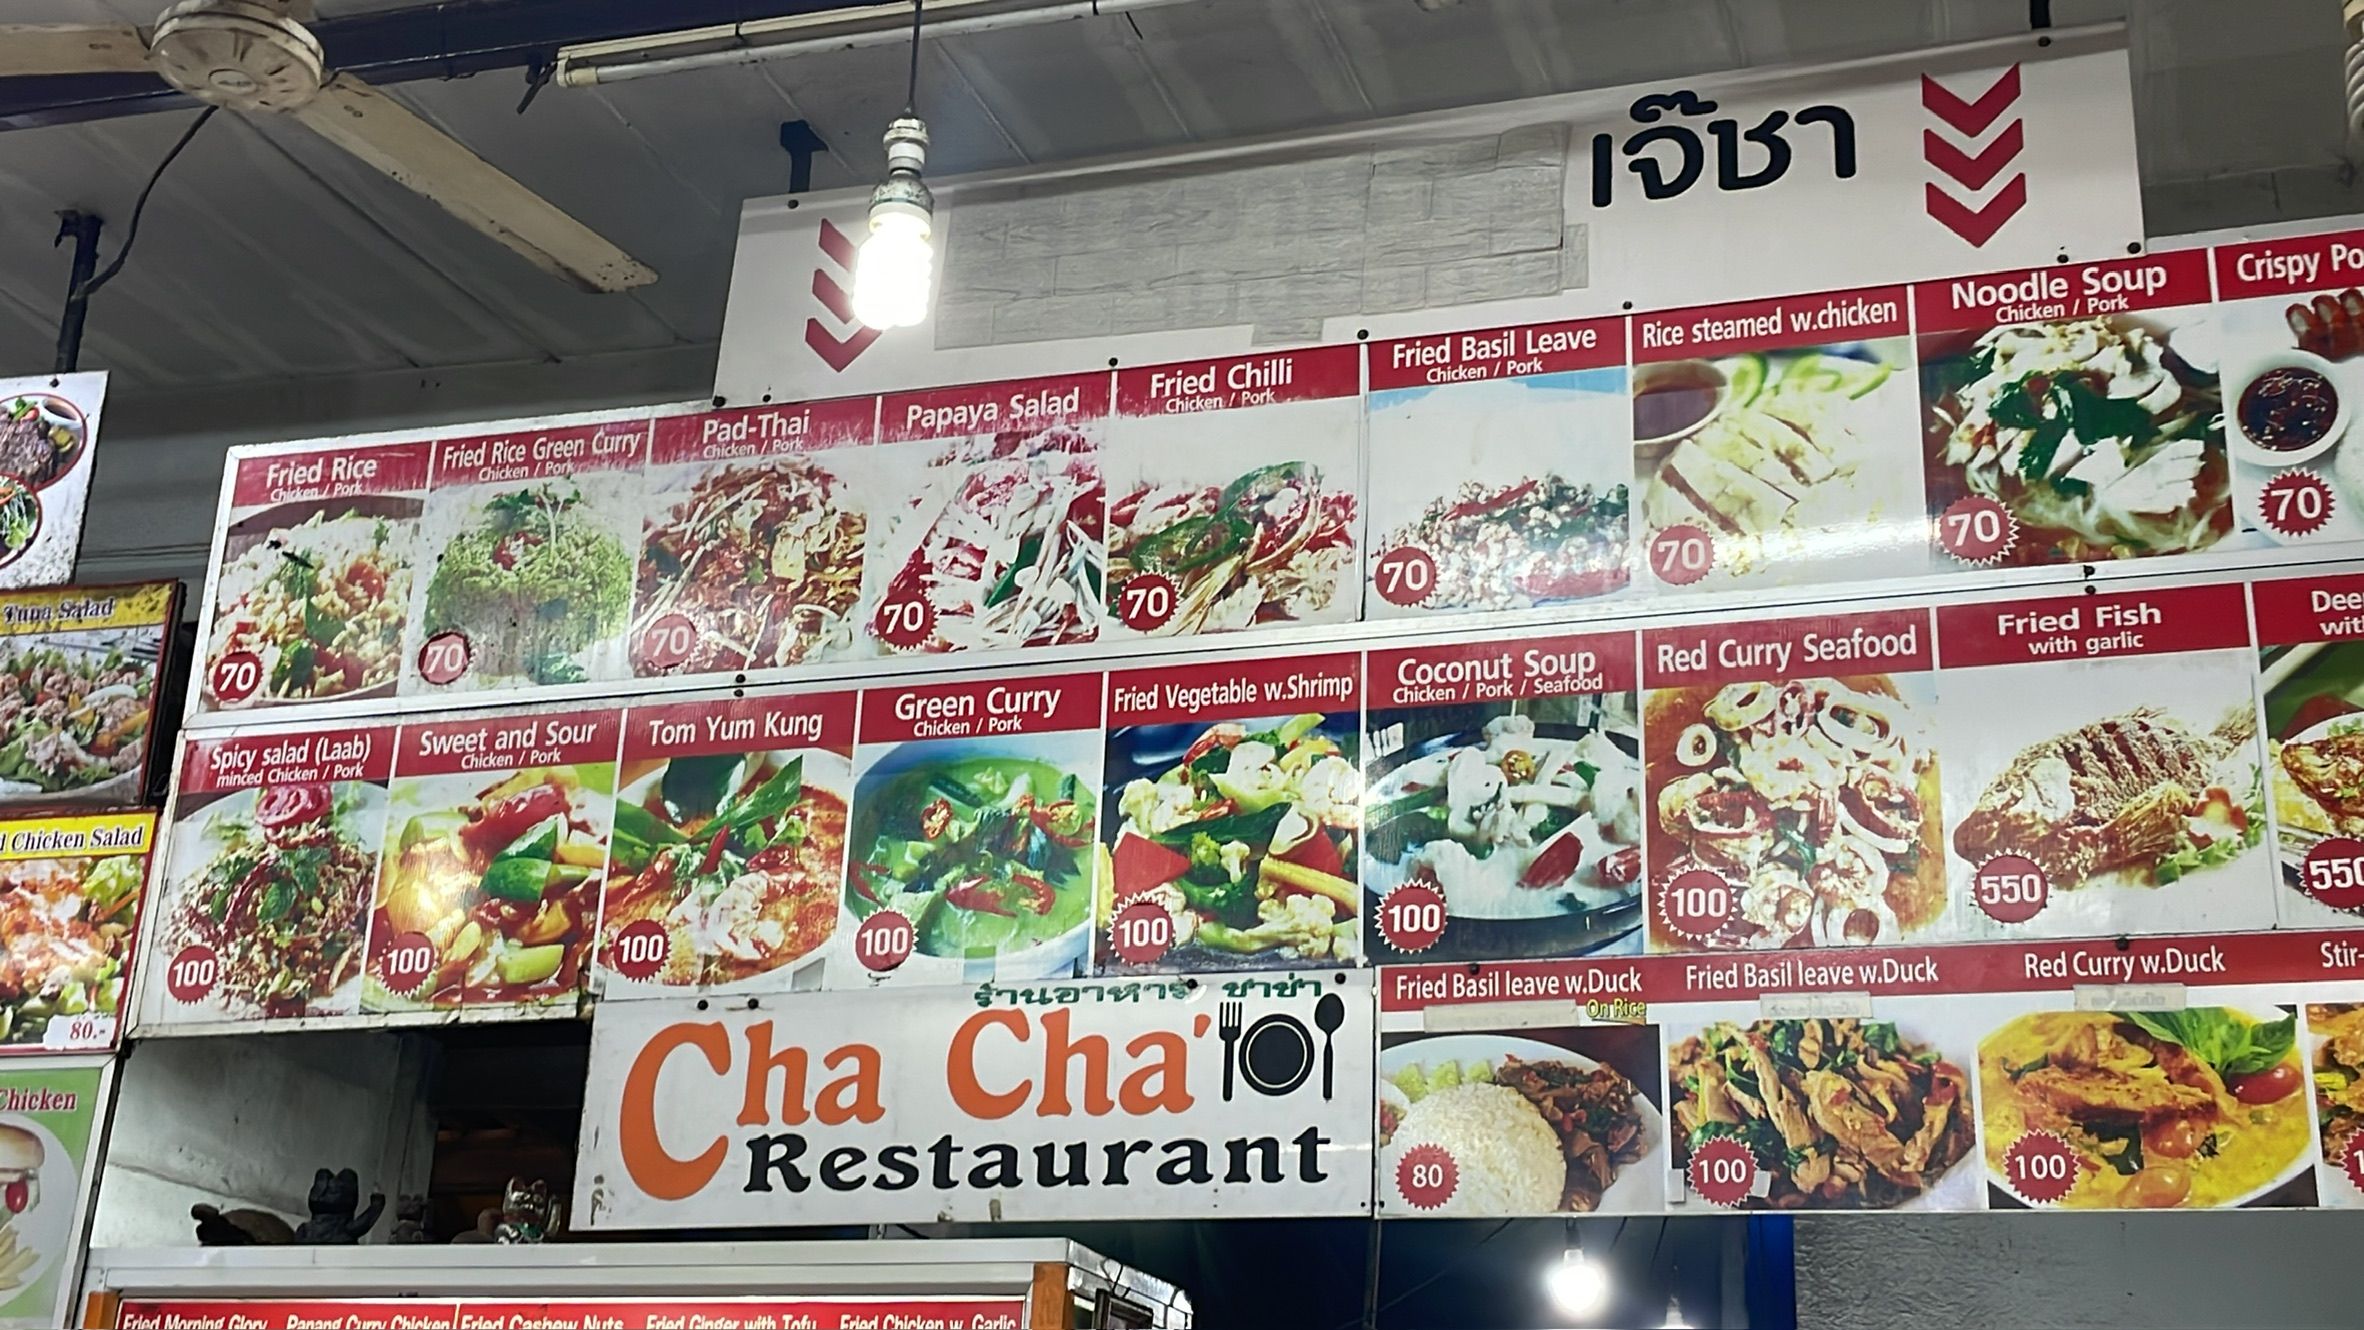 เจ๊ชา
Fried Rice
Chicken / Pork
70
Fried Rice Green Curry
Chicken / Pork
70
Pad-Thai
Chicken / Pork
70
Papaya Salad
70
Fried Chilli
Chicken / Pork
70
Fried Basil Leave
Chicken / Pork
70
Rice steamed w.chicken
70
Noodle Soup
Chicken / Pork
70
Crispy
70
Spicy salad (Laab)
minced Chicken / Pork
100
Sweet and Sour
Chicken / Pork
100
Tom Yum Kung
100
Green Curry
Chicken / Pork
100
Fried Vegetable w.Shrimp
100
Coconut Soup
Chicken / Pork / Seafood
100
Red Curry Seafood
100
Fried Fish
with garlic
550
550
ร้านอาหาร ชาช่า
Cha Cha'
Restaurant
Fried Basil leave w.Duck
On Rice
80
Fried Basil leave w.Duck
100
Red Curry w.Duck
100
Stir-
Tuna Salad
Chicken Salad
80.-
Chicken
Fried Morning Glory
Panang Curry Chicken
Fried Cashew Nuts
Fried Ginger with Tofu
Fried Chicken w. Garlic